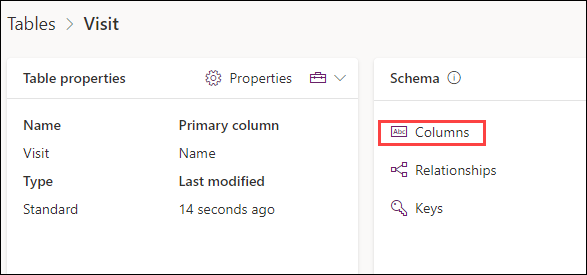 Tables > Visit
Table properties
Properties
Name
Primary column
Visit
Name
Type
Last modified
Standard
14 seconds ago
Schema
Abc Columns
Relationships
Keys